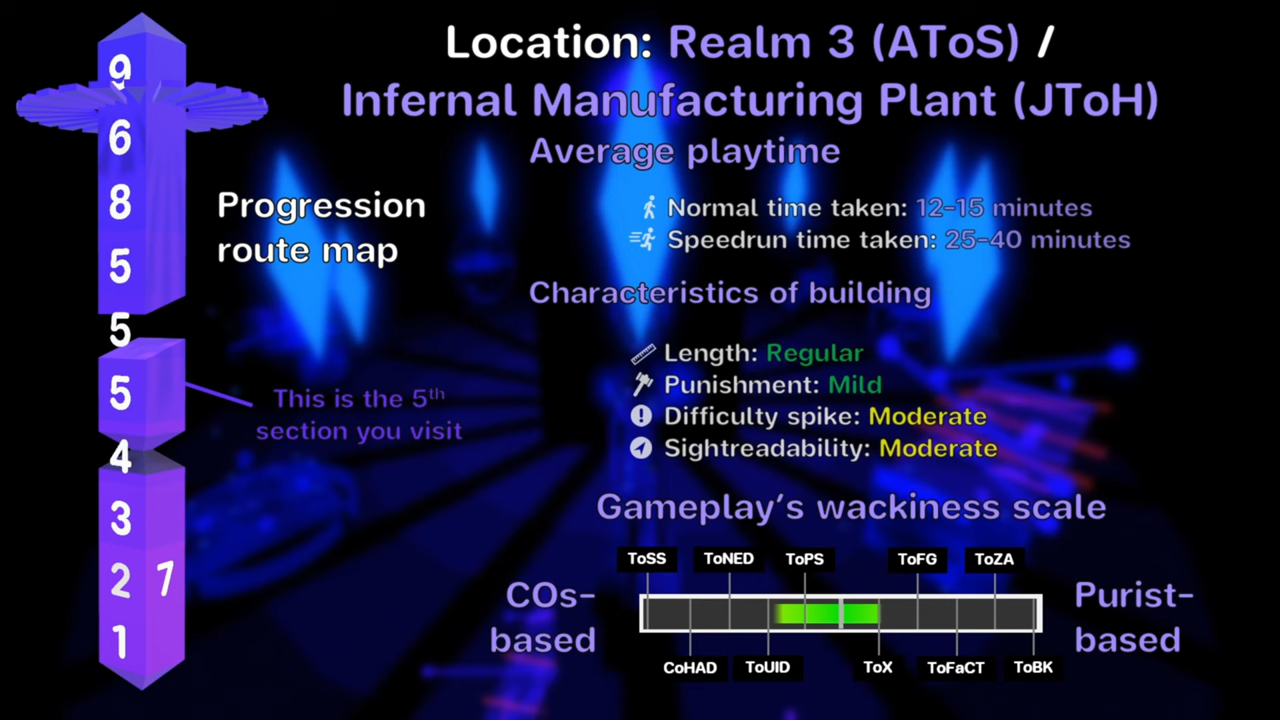 Location: Realm 3 (AToS) /
Infernal Manufacturing Plant (JToH)
Average playtime
Normal time taken: 12-15 minutes
Speedrun time taken: 25-40 minutes
Characteristics of building
Length: Regular
Punishment: Mild
Difficulty spike: Moderate
Sightreadability: Moderate
Gameplay's wackiness scale
ToSS ToNED ToPS ToFG ToZA
COs-
based
Purist-
based
CoHAD ToUID ToX ToFaCT ToBK
9
6
8
5
5
5
4
3
2 7
1
Progression
route map
This is the 5th
section you visit